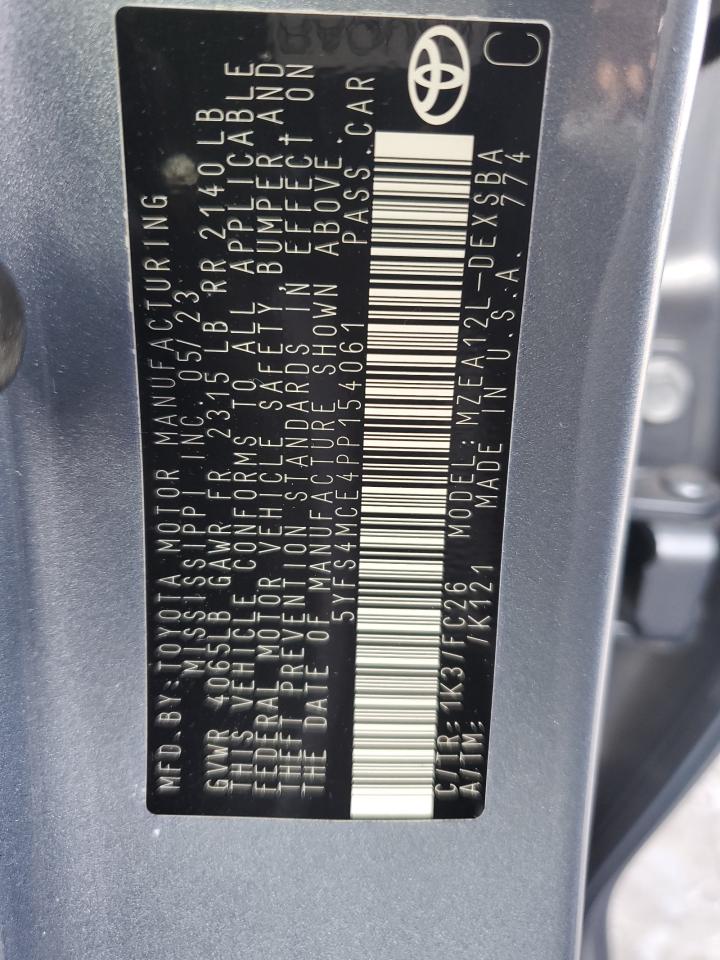 MFD.BY:TOYOTA MOTOR MANUFACTURING
MISSISSIPPI INC. 05/23
GVWR 4065LB GAWR FR 2315 LB RR 2140 LB
THIS VEHICLE CONFORMS TO ALL APPLICABLE
FEDERAL MOTOR VEHICLE SAFETY BUMPER AND
THEFT PREVENTION STANDARDS IN EFFECT ON
THE DATE OF MANUFACTURE SHOWN ABOVE.
5YFS4MCE4PP154061 PASS.CAR
C/TR: 1K3/FC26 MODEL: MZEA12L-DEXSBA
A/TM: /K121 MADE IN U.S.A. 774
C